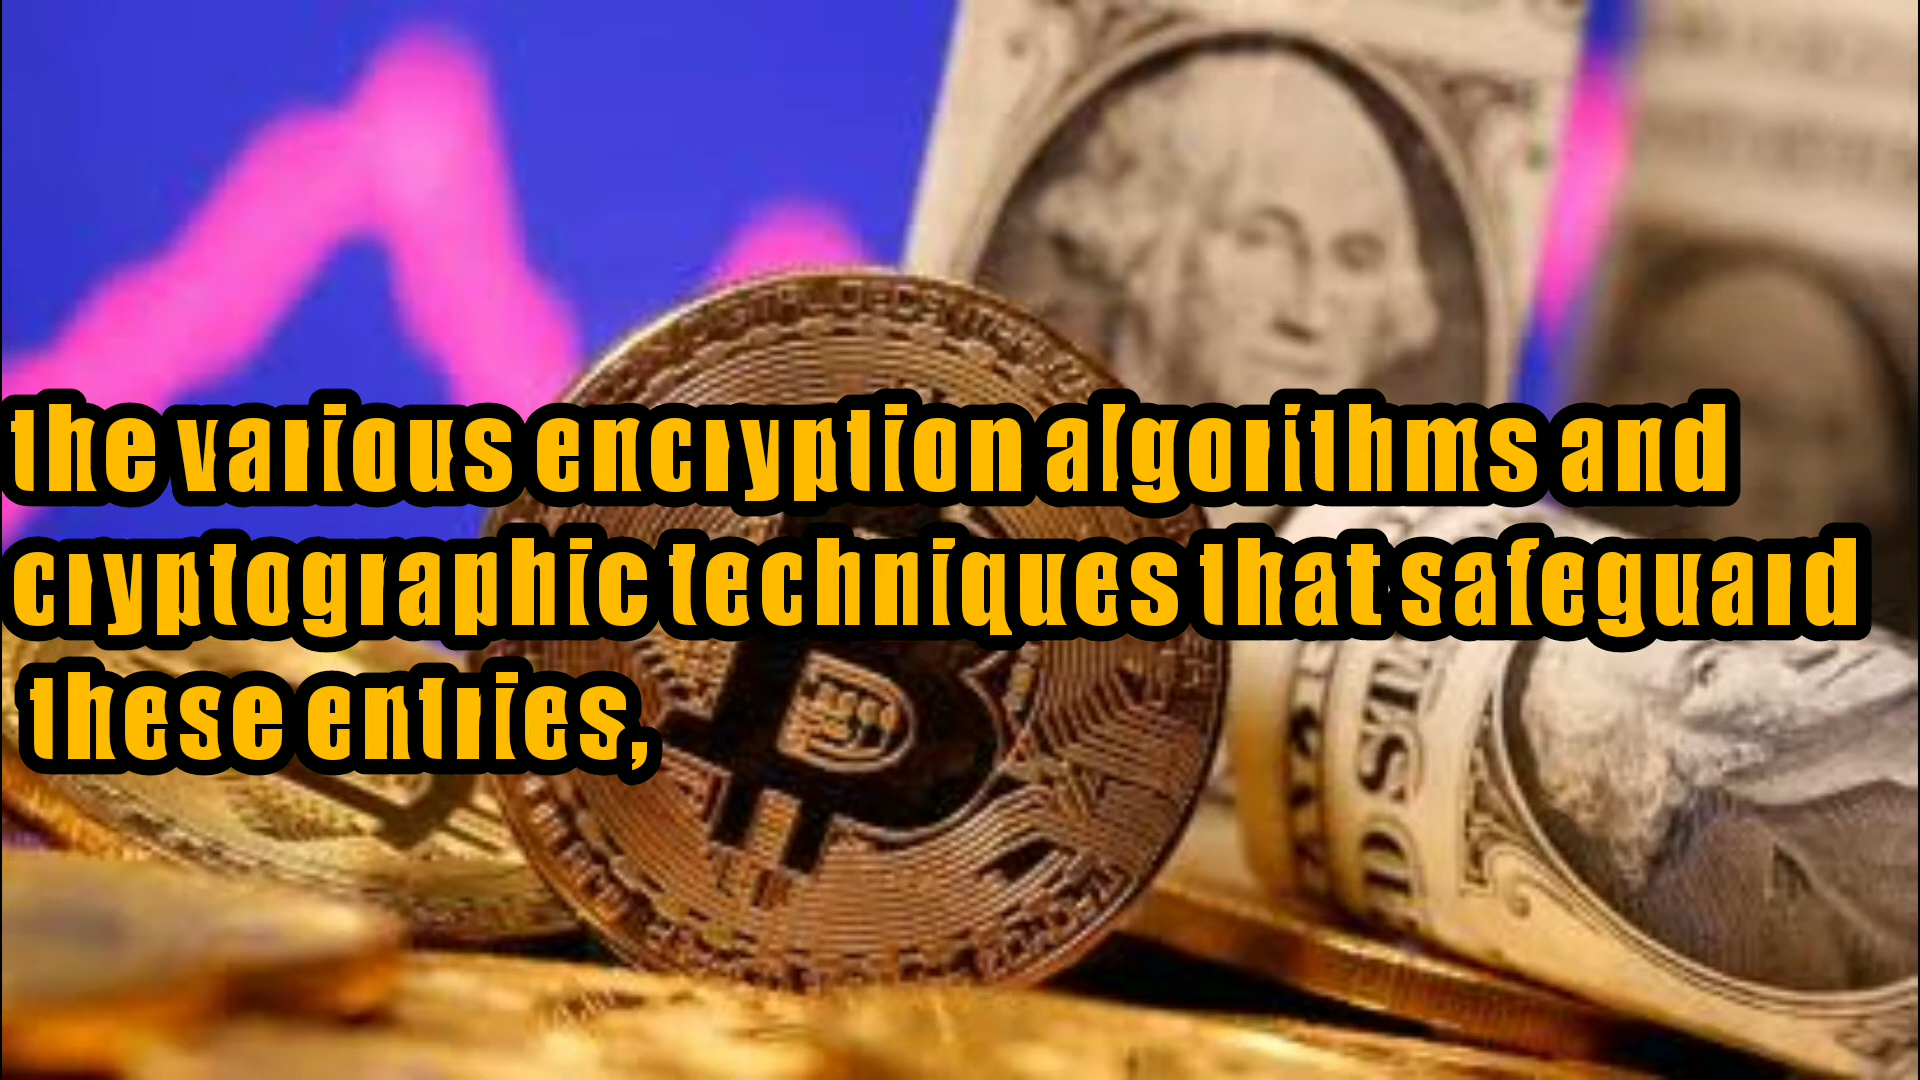 the various encryption algorithms and
cryptographic techniques that safeguard
these entries,